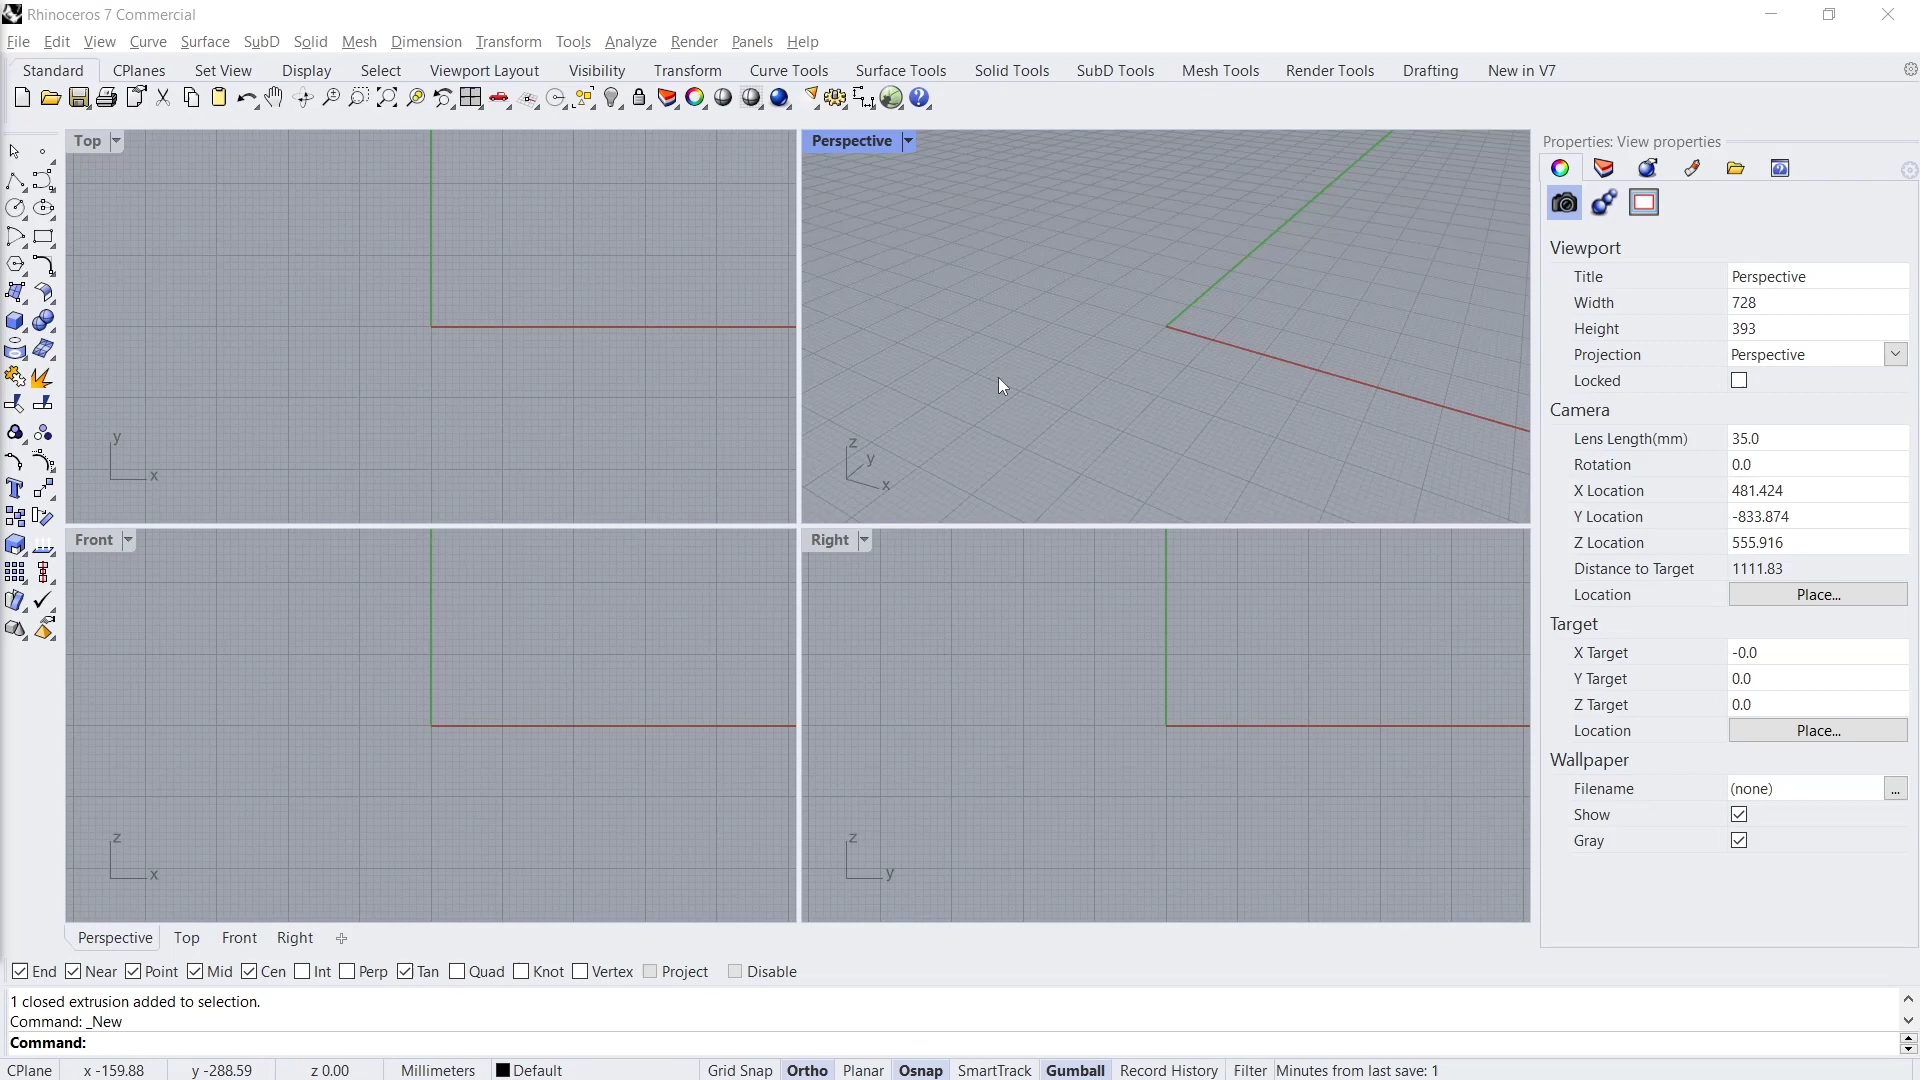 Rhinoceros 7 Commercial
File Edit View Curve Surface SubD Solid Mesh Dimension Transform Tools Analyze Render Panels Help
Standard CPlanes Set View Display Select Viewport Layout Visibility Transform Curve Tools Surface Tools Solid Tools SubD Tools Mesh Tools Render Tools Drafting New in V7
Top
y
x
Perspective
z
y
x
Front
z
x
Right
z
y
Properties: View properties
Viewport
Title Perspective
Width 728
Height 393
Projection Perspective
Locked
Camera
Lens Length(mm) 35.0
Rotation 0.0
X Location 481.424
Y Location -833.874
Z Location 555.916
Distance to Target 1111.83
Location Place...
Target
X Target -0.0
Y Target 0.0
Z Target 0.0
Location Place...
Wallpaper
Filename (none) ...
Show
Gray
Perspective Top Front Right
End Near Point Mid Cen Int Perp Tan Quad Knot Vertex Project Disable
1 closed extrusion added to selection.
Command: _New
Command:
CPlane x -159.88 y -288.59 z 0.00 Millimeters Default Grid Snap Ortho Planar Osnap SmartTrack Gumball Record History Filter Minutes from last save: 1